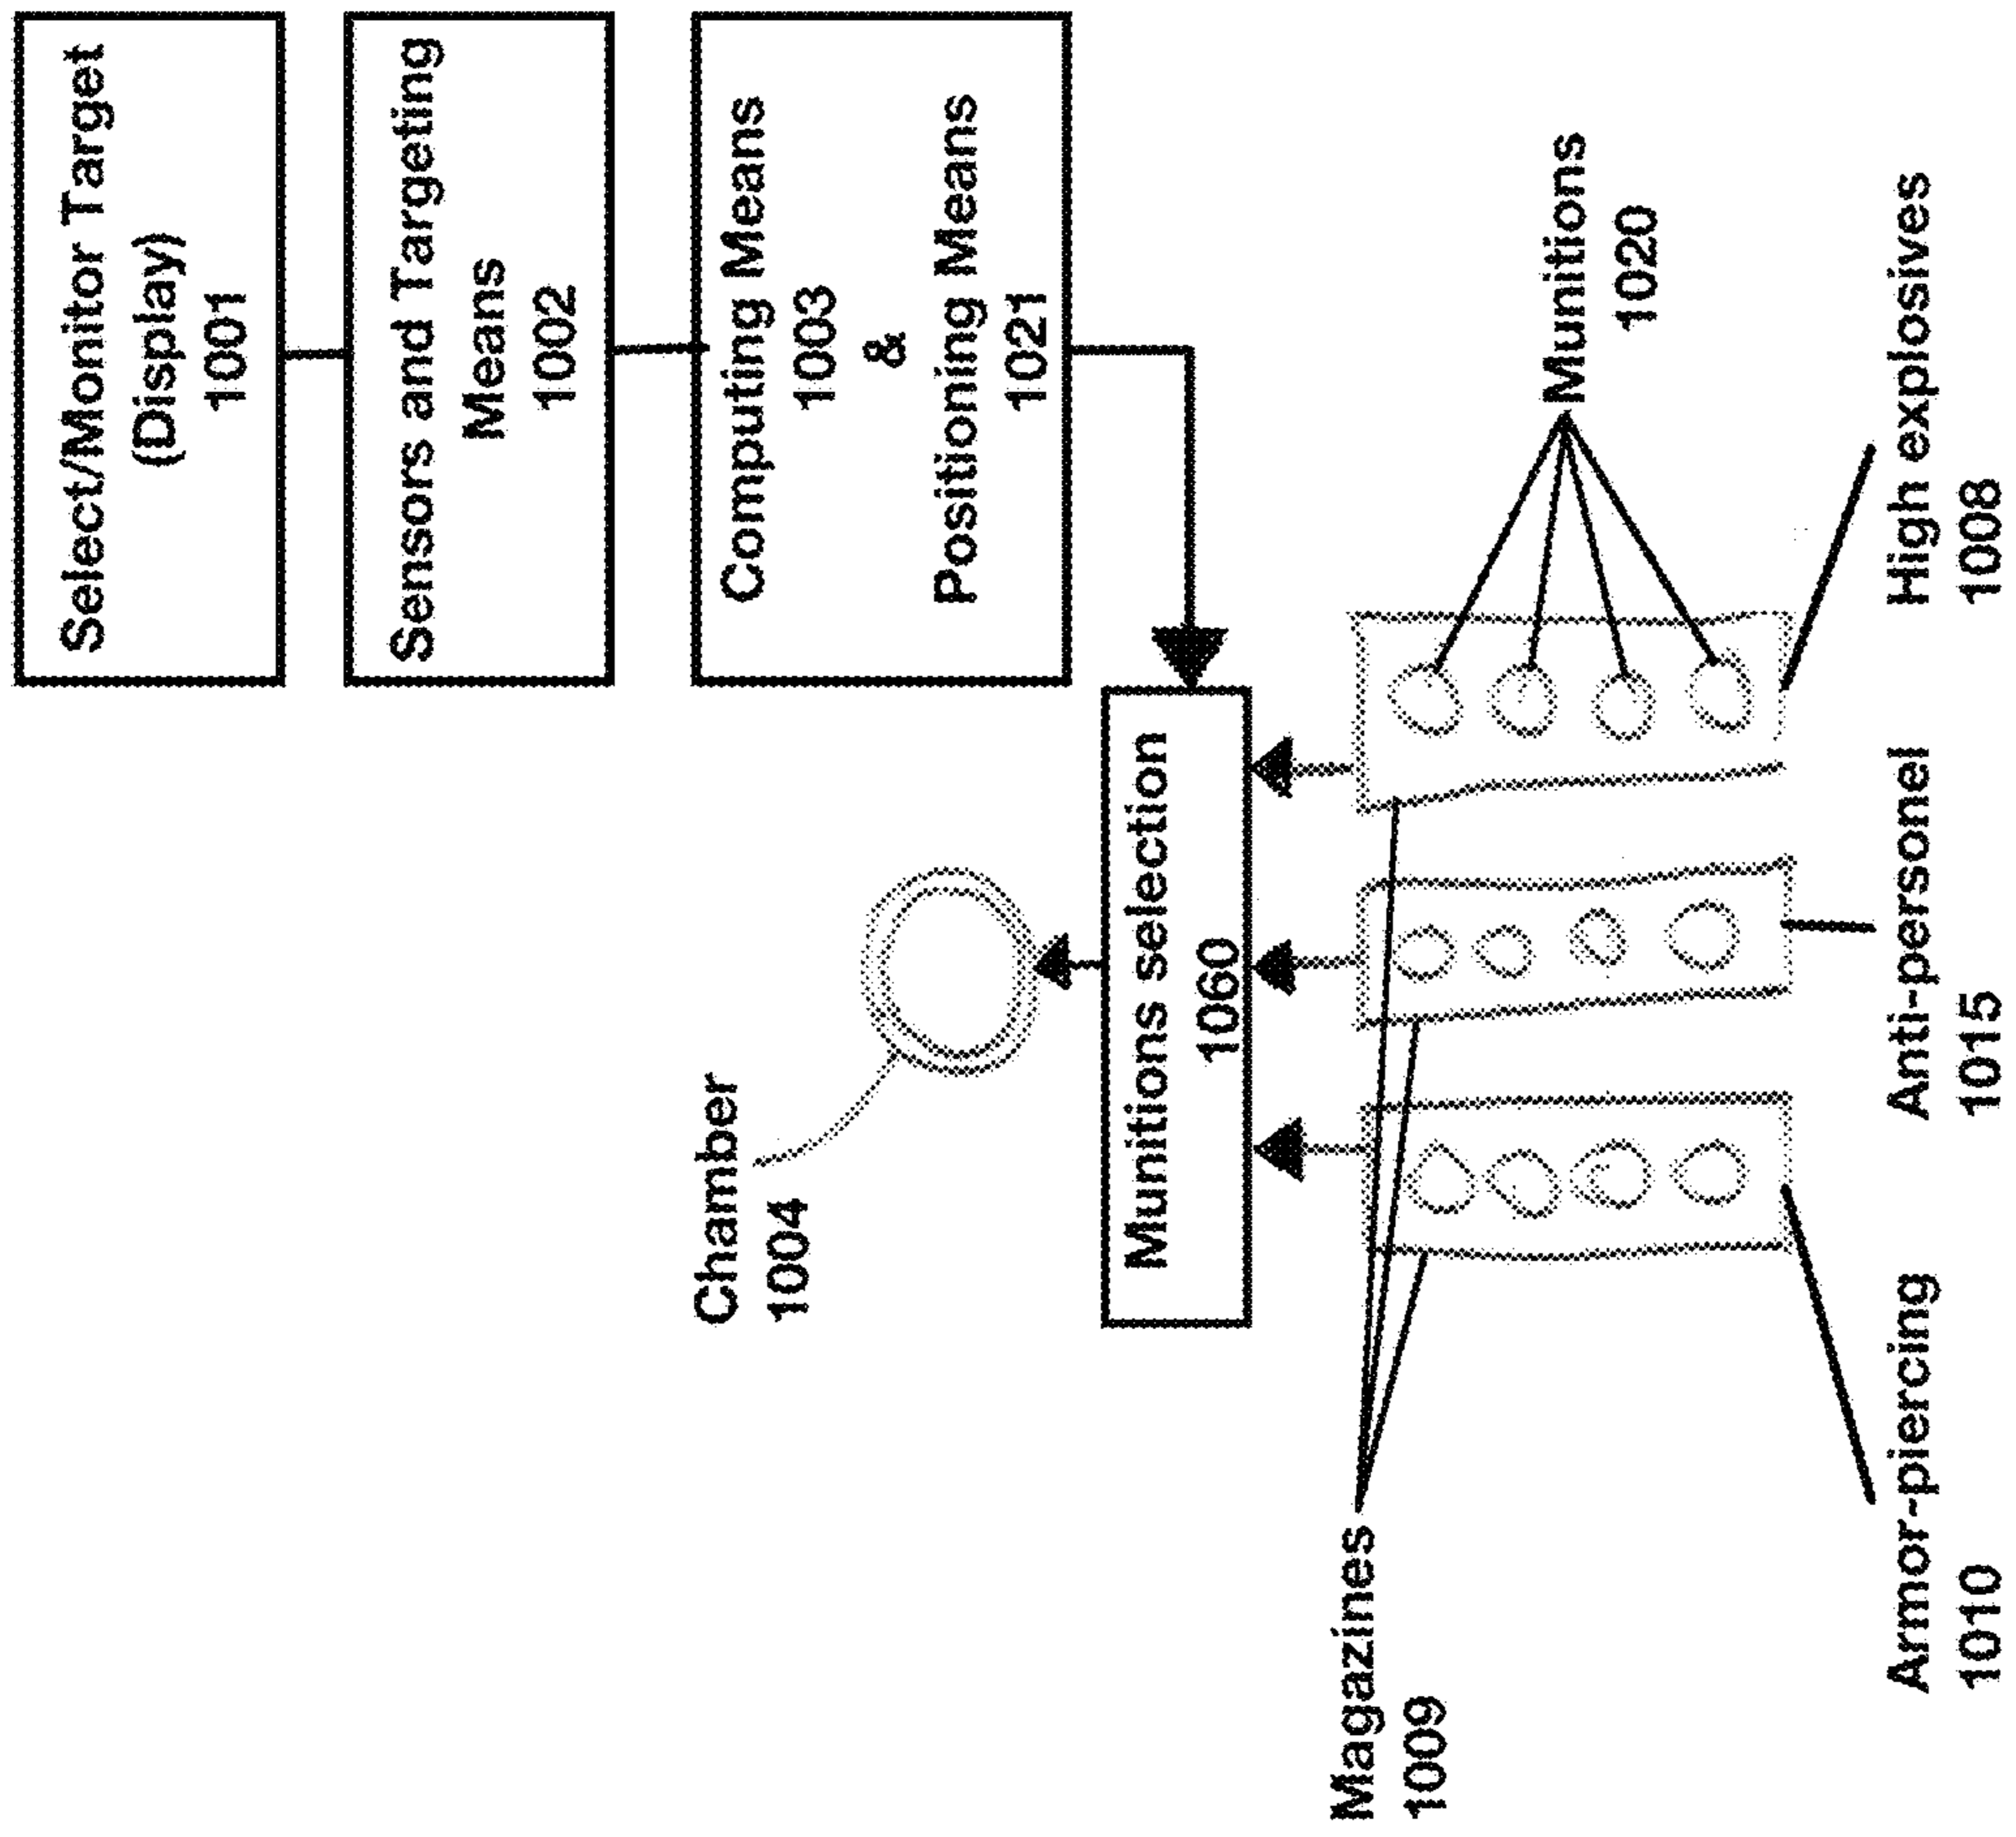 Select/Monitor Target
(Display)
1001
Sensors and Targeting
Means
1002
Computing Means
1003
&
Positioning Means
1021
Chamber
1004
Munitions selection
1060
Magazines
1009
Munitions
1020
Armor-piercing
1010
Anti-personel
1015
High explosives
1008